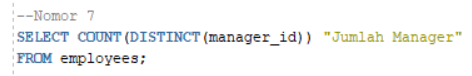 --Nomor 7
SELECT COUNT(DISTINCT(manager_id)) "Jumlah Manager"
FROM employees;